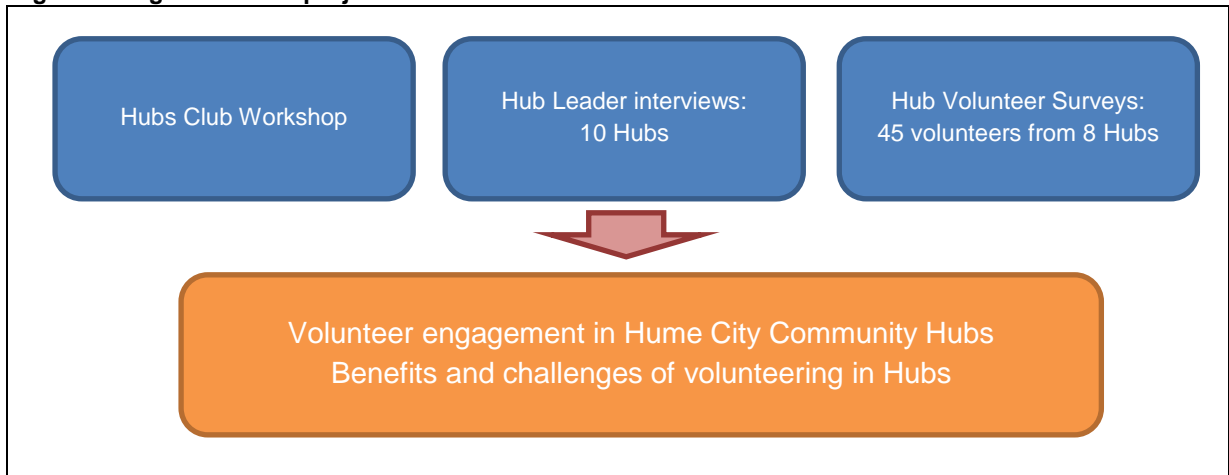 Hubs Club Workshop
Hub Leader interviews:
10 Hubs
Hub Volunteer Surveys:
45 volunteers from 8 Hubs
Volunteer engagement in Hume City Community Hubs
Benefits and challenges of volunteering in Hubs